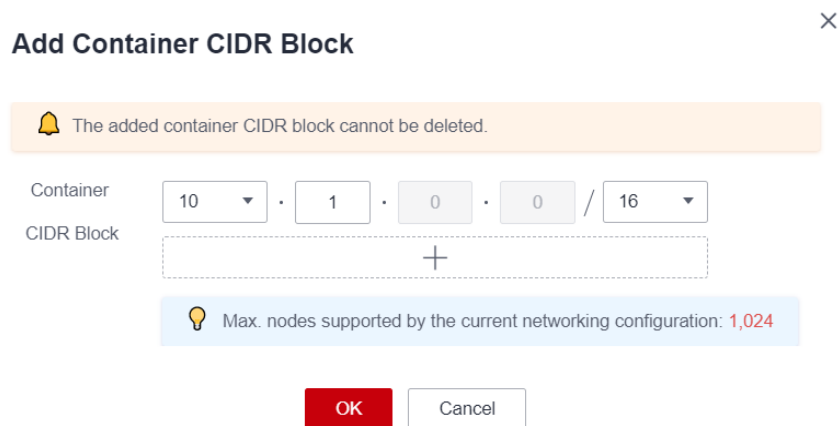 Add Container CIDR Block
The added container CIDR block cannot be deleted.
Container CIDR Block
10 . 1 . 0 . 0 / 16
Max. nodes supported by the current networking configuration: 1,024
OK Cancel